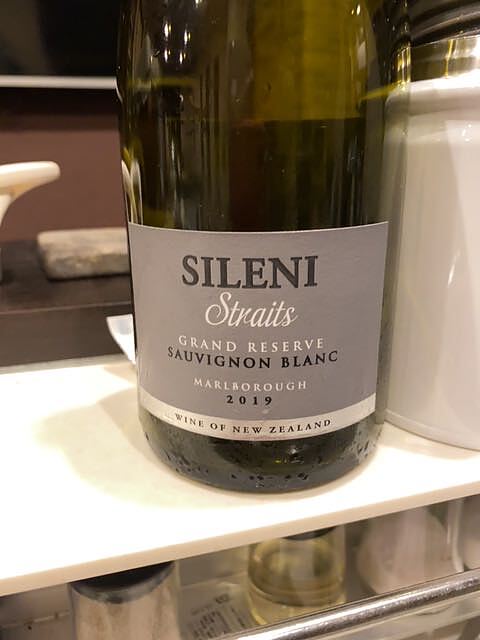 SILENI
Straits
GRAND RESERVE
SAUVIGNON BLANC
MARLBOROUGH
2019
WINE OF NEW ZEALAND